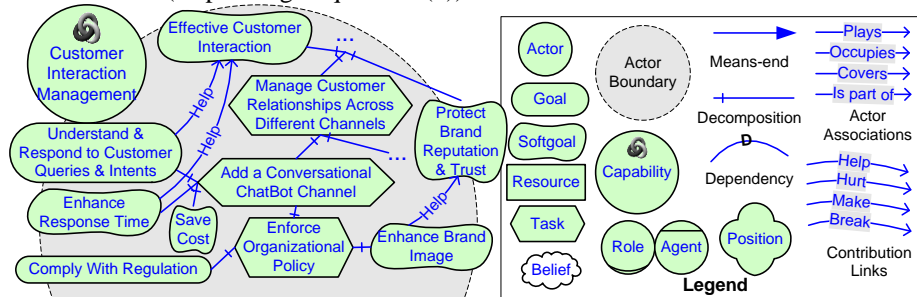 Customer
Interaction
Management
Effective Customer
Interaction
...
Manage Customer
Relationships Across
Different Channels
Protect
Brand
Reputation
& Trust
Help
Help
Understand &
Respond to Customer
Queries & Intents
...
Add a Conversational
ChatBot Channel
Enhance
Response Time
Save
Cost
Help
Enforce
Organizational
Policy
Enhance Brand
Image
Comply With Regulation
Actor
Goal
Softgoal
Resource
Task
Belief
Actor
Boundary
Capability
Role
Agent
Means-end
Decomposition
D
Dependency
Position
Plays
Occupies
Covers
Is part of
Actor
Associations
Help
Hurt
Make
Break
Contribution
Links
Legend